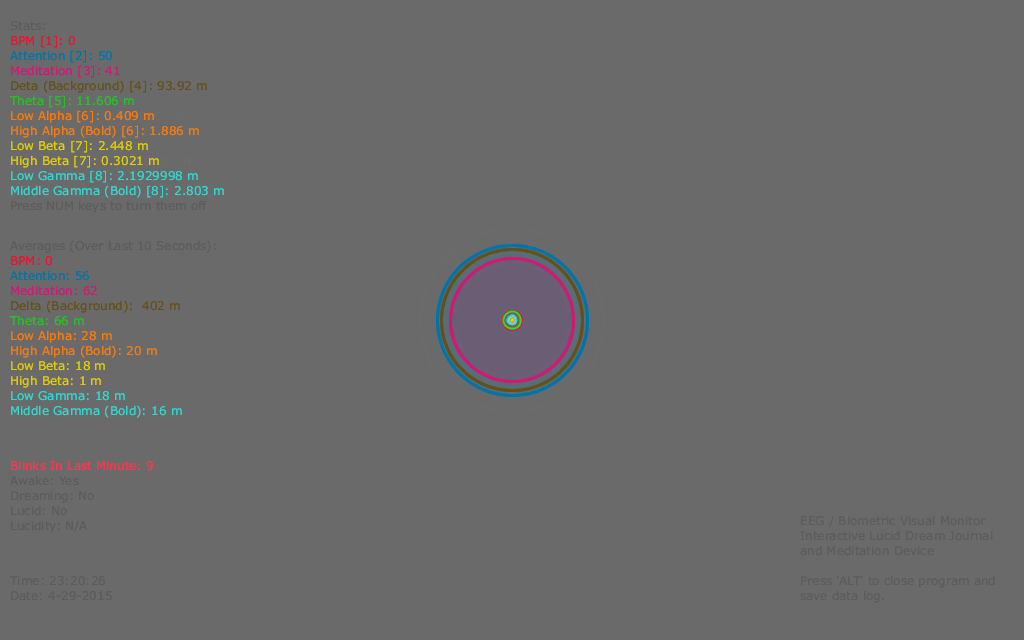 Stats:
BPM [1]: 0
Attention [2]: 50
Meditation [3]: 41
Deta (Background) [4]: 93.92 m
Theta [5]: 11.605 m
Low Alpha [6]: 0.409 m
High Alpha (Bold) [6]: 1.886 m
Low Beta [7]: 2.448 m
High Beta [7]: 0.3021 m
Low Gamma [8]: 2.1929998 m
Middle Gamma (Bold) [8]: 2.803 m
Press NUM keys to turn them off
Averages (Over Last 10 Seconds):
BPM: 0
Attention: 56
Meditation: 62
Delta (Background):  402 m
Theta: 66 m
Low Alpha: 28 m
High Alpha (Bold): 20 m
Low Beta: 18 m
High Beta: 1 m
Low Gamma: 18 m
Middle Gamma (Bold): 16 m
Blinks In Last Minute: 9
Awake: Yes
Dreaming: No
Lucid: No
Lucidity: N/A
Time: 23:20:26
Date: 4-29-2015
EEG / Biometric Visual Monitor
Interactive Lucid Dream Journal
and Meditation Device
Press 'ALT' to close program and
save data log.